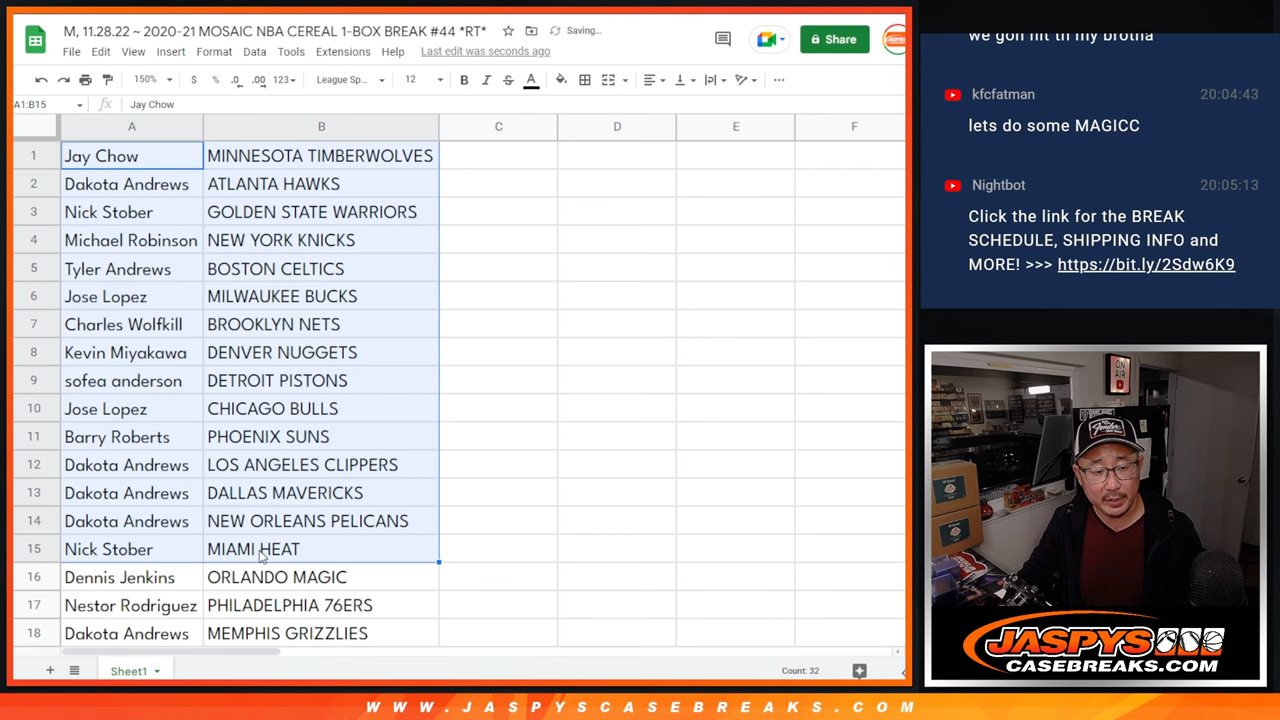 M, 11.28.22 ~ 2020-21 MOSAIC NBA CEREAL 1-BOX BREAK #44 *RT*
Saving...
Share
File Edit View Insert Format Data Tools Extensions Help Last edit was seconds ago
150% $ % .0 .00 123 League Sp... 12 B I S A
A1:B15 fx Jay Chow
A B C D E F
1 Jay Chow MINNESOTA TIMBERWOLVES
2 Dakota Andrews ATLANTA HAWKS
3 Nick Stober GOLDEN STATE WARRIORS
4 Michael Robinson NEW YORK KNICKS
5 Tyler Andrews BOSTON CELTICS
6 Jose Lopez MILWAUKEE BUCKS
7 Charles Wolfkill BROOKLYN NETS
8 Kevin Miyakawa DENVER NUGGETS
9 sofea anderson DETROIT PISTONS
10 Jose Lopez CHICAGO BULLS
11 Barry Roberts PHOENIX SUNS
12 Dakota Andrews LOS ANGELES CLIPPERS
13 Dakota Andrews DALLAS MAVERICKS
14 Dakota Andrews NEW ORLEANS PELICANS
15 Nick Stober MIAMI HEAT
16 Dennis Jenkins ORLANDO MAGIC
17 Nestor Rodriguez PHILADELPHIA 76ERS
18 Dakota Andrews MEMPHIS GRIZZLIES
Sheet1
Count: 32
we gon hit th my brotha
kfcfatman 20:04:43
lets do some MAGICC
Nightbot 20:05:13
Click the link for the BREAK
SCHEDULE, SHIPPING INFO and
MORE! >>> https://bit.ly/2Sdw6K9
ON
AIR
Fender
JASPYS
CASEBREAKS.COM
WWW.JASPYSCASEBREAKS.COM